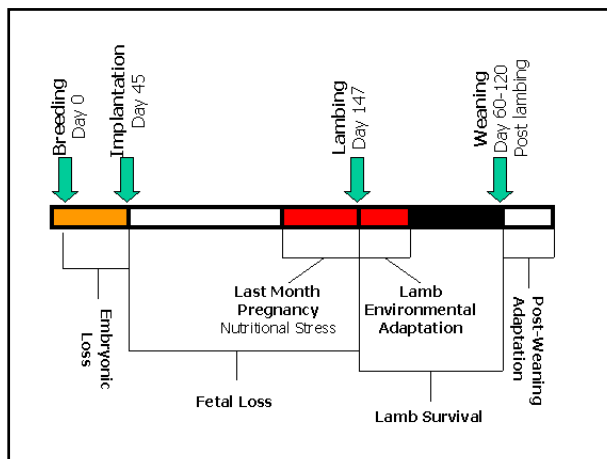 Breeding
Day 0
Implantation
Day 45
Lambing
Day 147
Weaning
Day 60-120
Post lambing
Embryonic
Loss
Last Month
Pregnancy
Nutritional Stress
Lamb
Environmental
Adaptation
Post-Weaning
Adaptation
Fetal Loss
Lamb Survival